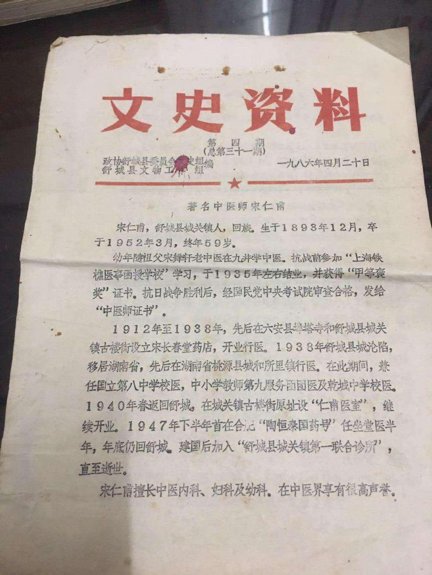 文史资料
第四期
(总第三十一期)
政协舒城县委员会史组
舒城县文物工组 编
一九八六年四月二十日
著名中医师宋仁甫
宋仁甫，舒城县城关镇人，回族。生于1893年12月，卒
于1952年3月，终年59岁。
幼年随祖父宋舜轩老中医在九井学中医。抗战前参加“上海铁
樵医事函授学校”学习，于1935年左右结业，并获得“甲等褒
奖”证书。抗日战争胜利后，经国民党中央考试院审查合格，发给
“中医师证书”。
1912年至1938年，先后在六安县塔寺和舒城县城关
镇古楼街设立宋长春堂药店，开业行医。1938年舒城县城沦陷，
移居湖南省，先后在湖南省桃源县城和所里镇行医。在此期间，兼
任国立第八中学校医，中小学教师第九服务团团医及乾城中学校医。
1940年春返回舒城。在城关镇古楼街原址设“仁甫医室”，继
续开业。1947年下半年首在合肥“陶恒泰国药号”任坐堂医半
年，年底仍回舒城。建国后加入“舒城县城关镇第一联合诊所”，
直至逝世。
宋仁甫擅长中医内科、妇科及幼科。在中医界享有很高声誉。